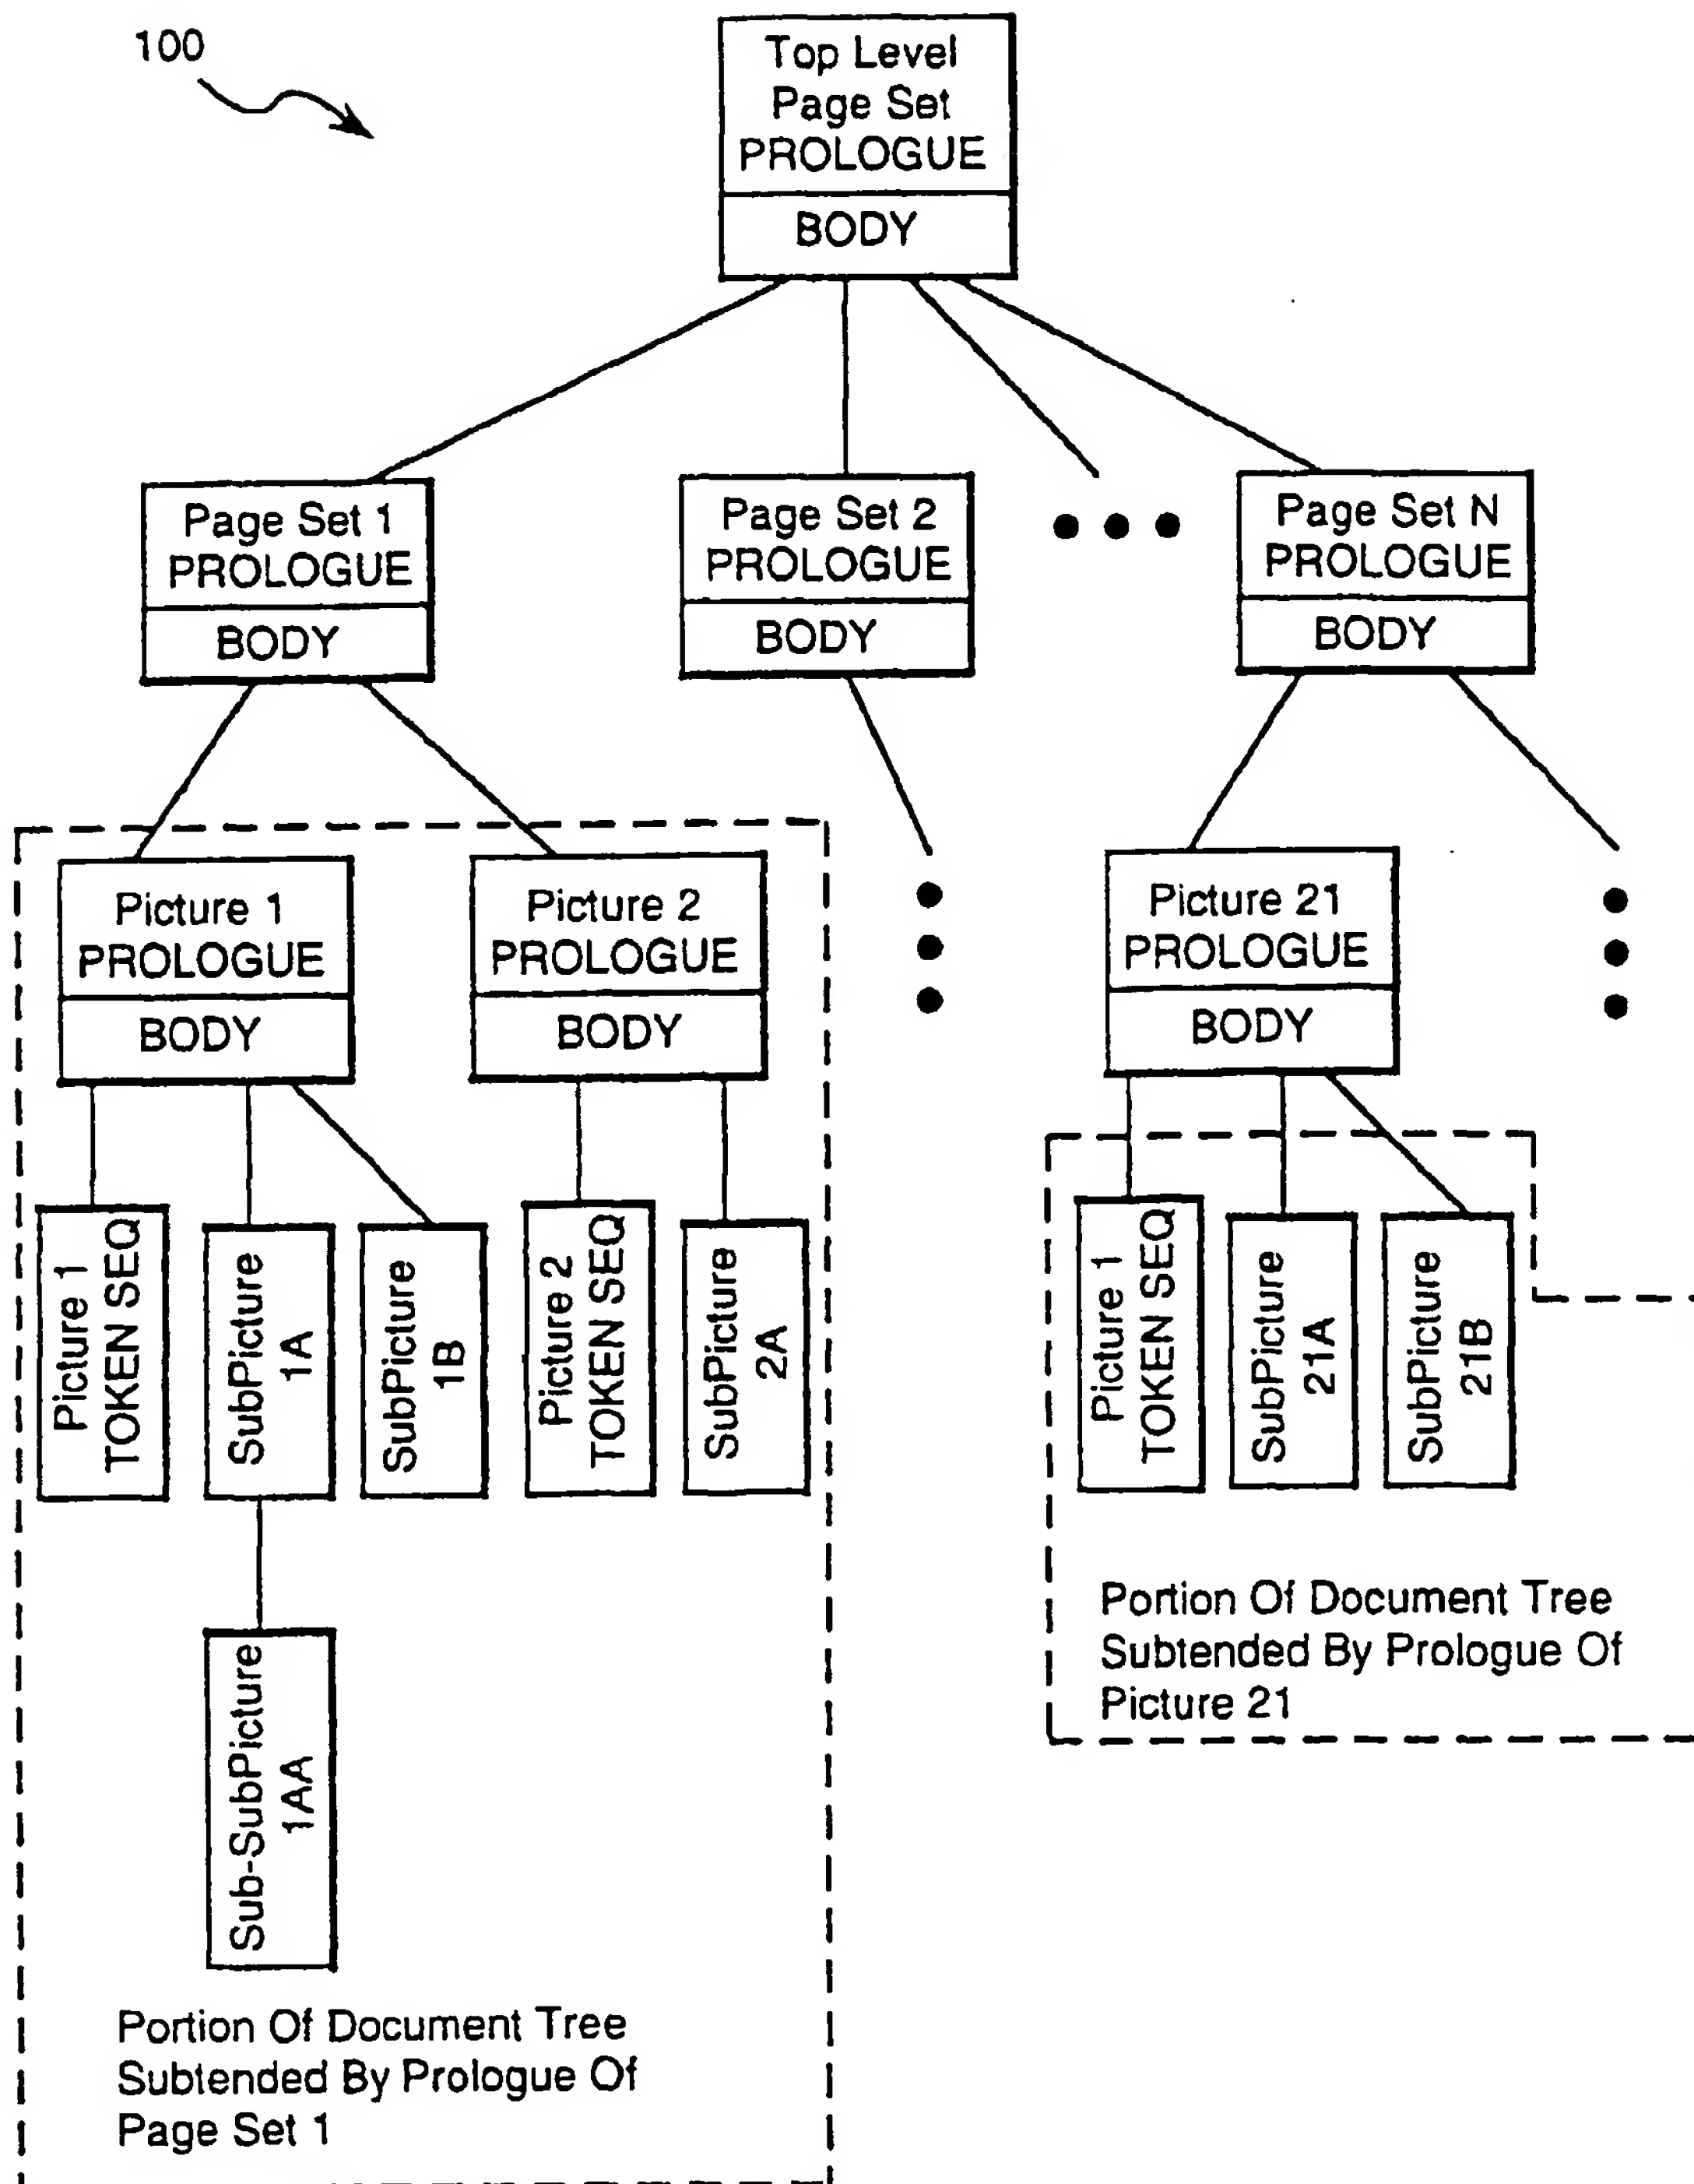 100
Top Level
Page Set
PROLOGUE
BODY
Page Set 1
PROLOGUE
BODY
Page Set 2
PROLOGUE
BODY
Page Set N
PROLOGUE
BODY
Picture 1
PROLOGUE
BODY
Picture 2
PROLOGUE
BODY
Picture 21
PROLOGUE
BODY
Picture 1
TOKEN SEQ
SubPicture
1A
SubPicture
1B
Picture 2
TOKEN SEQ
SubPicture
2A
Picture 1
TOKEN SEQ
SubPicture
21A
SubPicture
21B
Sub-SubPicture
1AA
Portion Of Document Tree
Subtended By Prologue Of
Picture 21
Portion Of Document Tree
Subtended By Prologue Of
Page Set 1